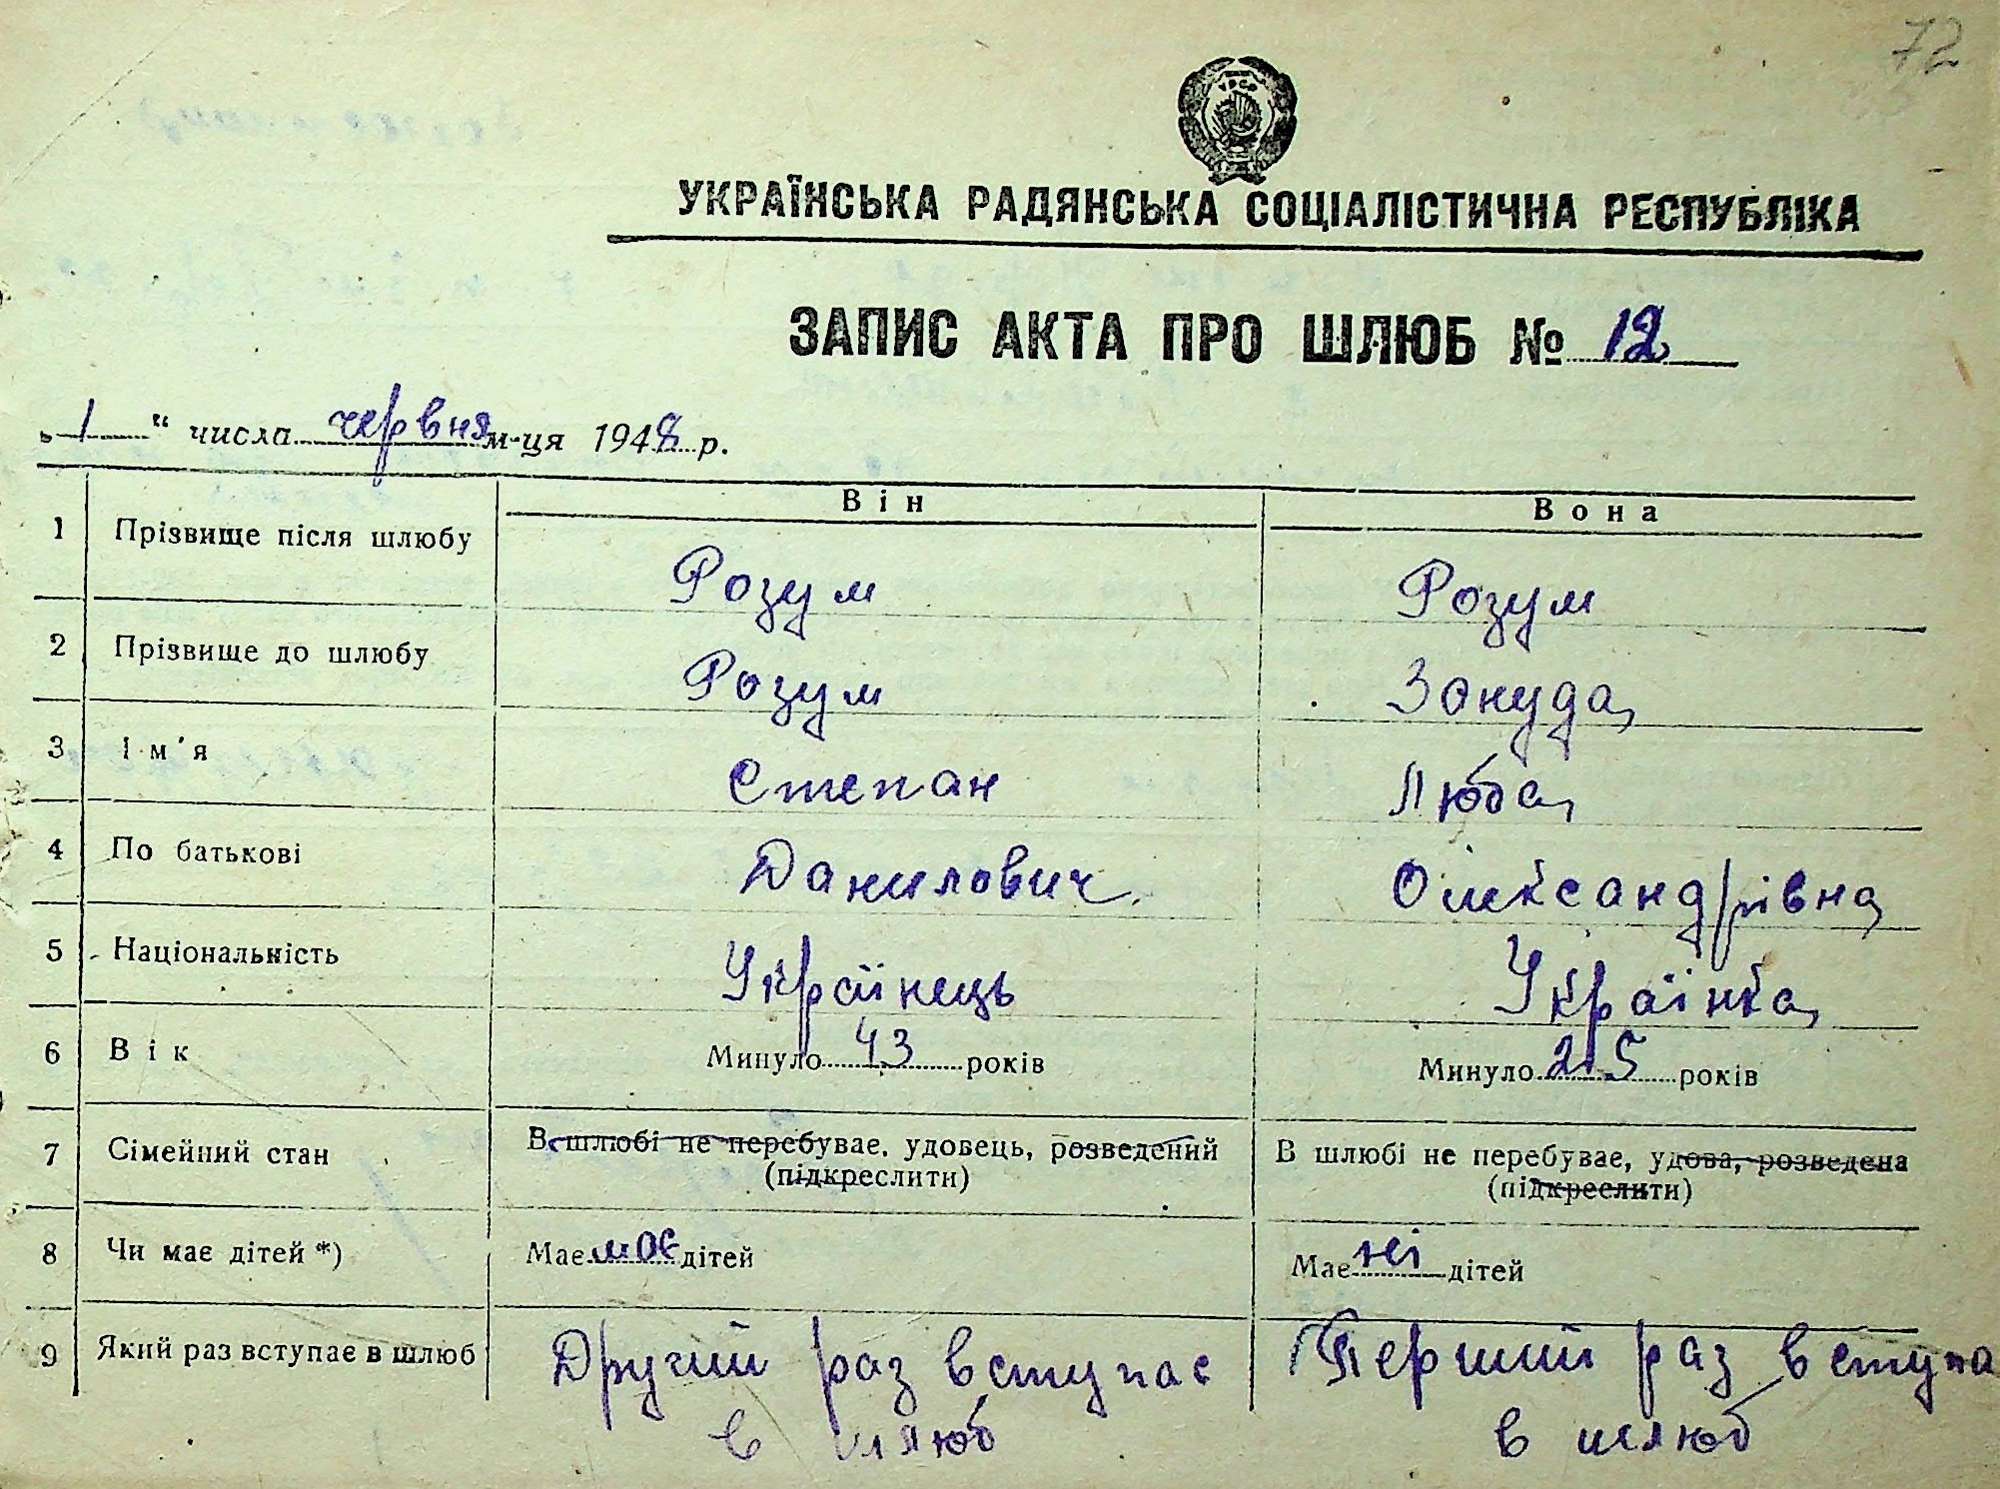 72
УРСР
УКРАЇНСЬКА РАДЯНСЬКА СОЦІАЛІСТИЧНА РЕСПУБЛІКА
ЗАПИС АКТА ПРО ШЛЮБ № 12
„1“ числа червня м-ця 1948 р.
Він Вона
1 Прізвище після шлюбу Розум Розум
2 Прізвище до шлюбу Розум Зануда
3 Ім'я Степан Люба
4 По батькові Данилович Олександрівна
5 Національність Українець Українка
6 Вік Минуло 43 років Минуло 25 років
7 Сімейний стан В шлюбі не перебуває, удовець, розведений В шлюбі не перебуває, удова, розведена
(підкреслити) (підкреслити)
8 Чи має дітей *) Має має дітей Має ні дітей
9 Який раз вступає в шлюб Другий раз вступає Перший раз вступа
в шлюб в шлюб